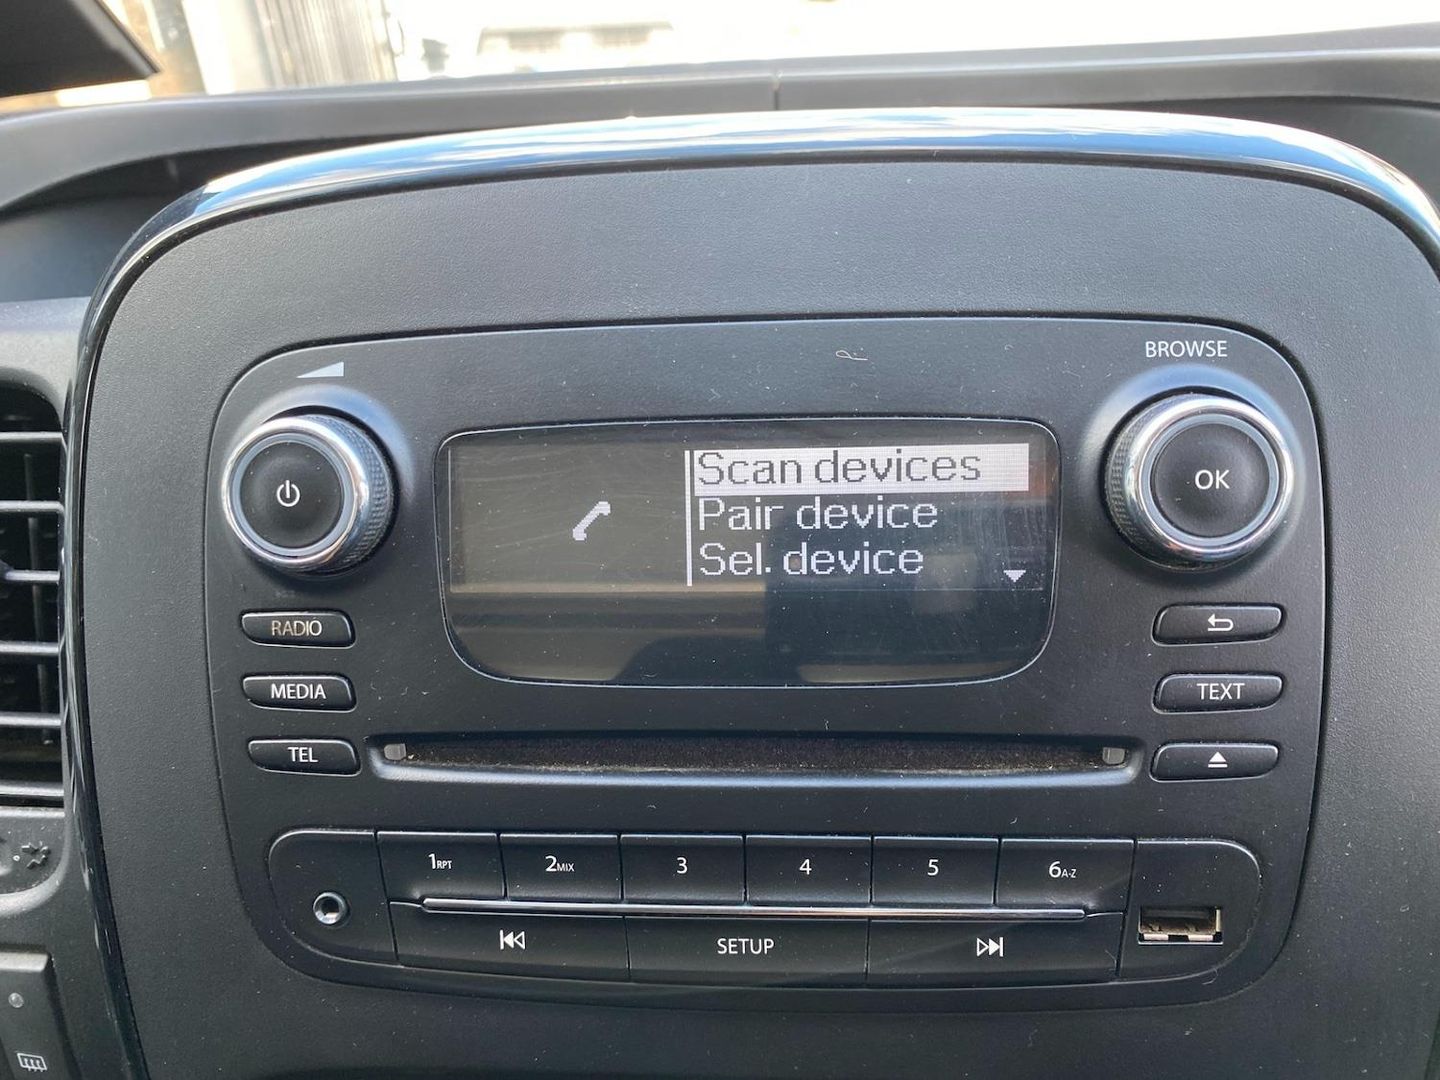 BROWSE
Scan devices
Pair device
Sel. device
OK
RADIO
MEDIA
TEXT
TEL
1RPT
2MIX
3
4
5
6A-Z
SETUP